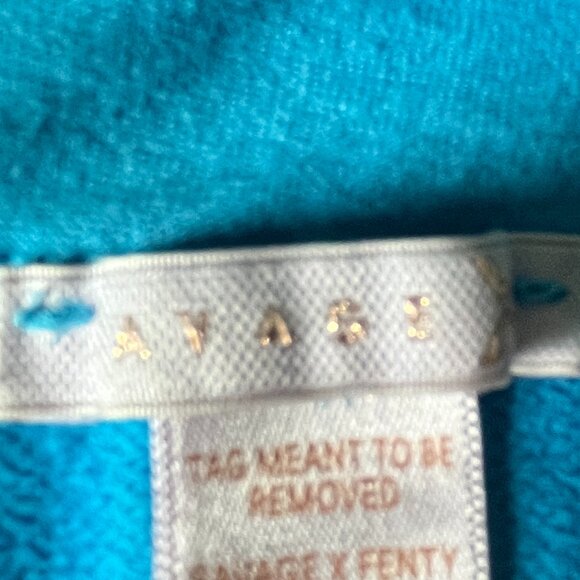 AVAGE X
TAG MEANT TO BE
REMOVED
SAVAGE X FENTY